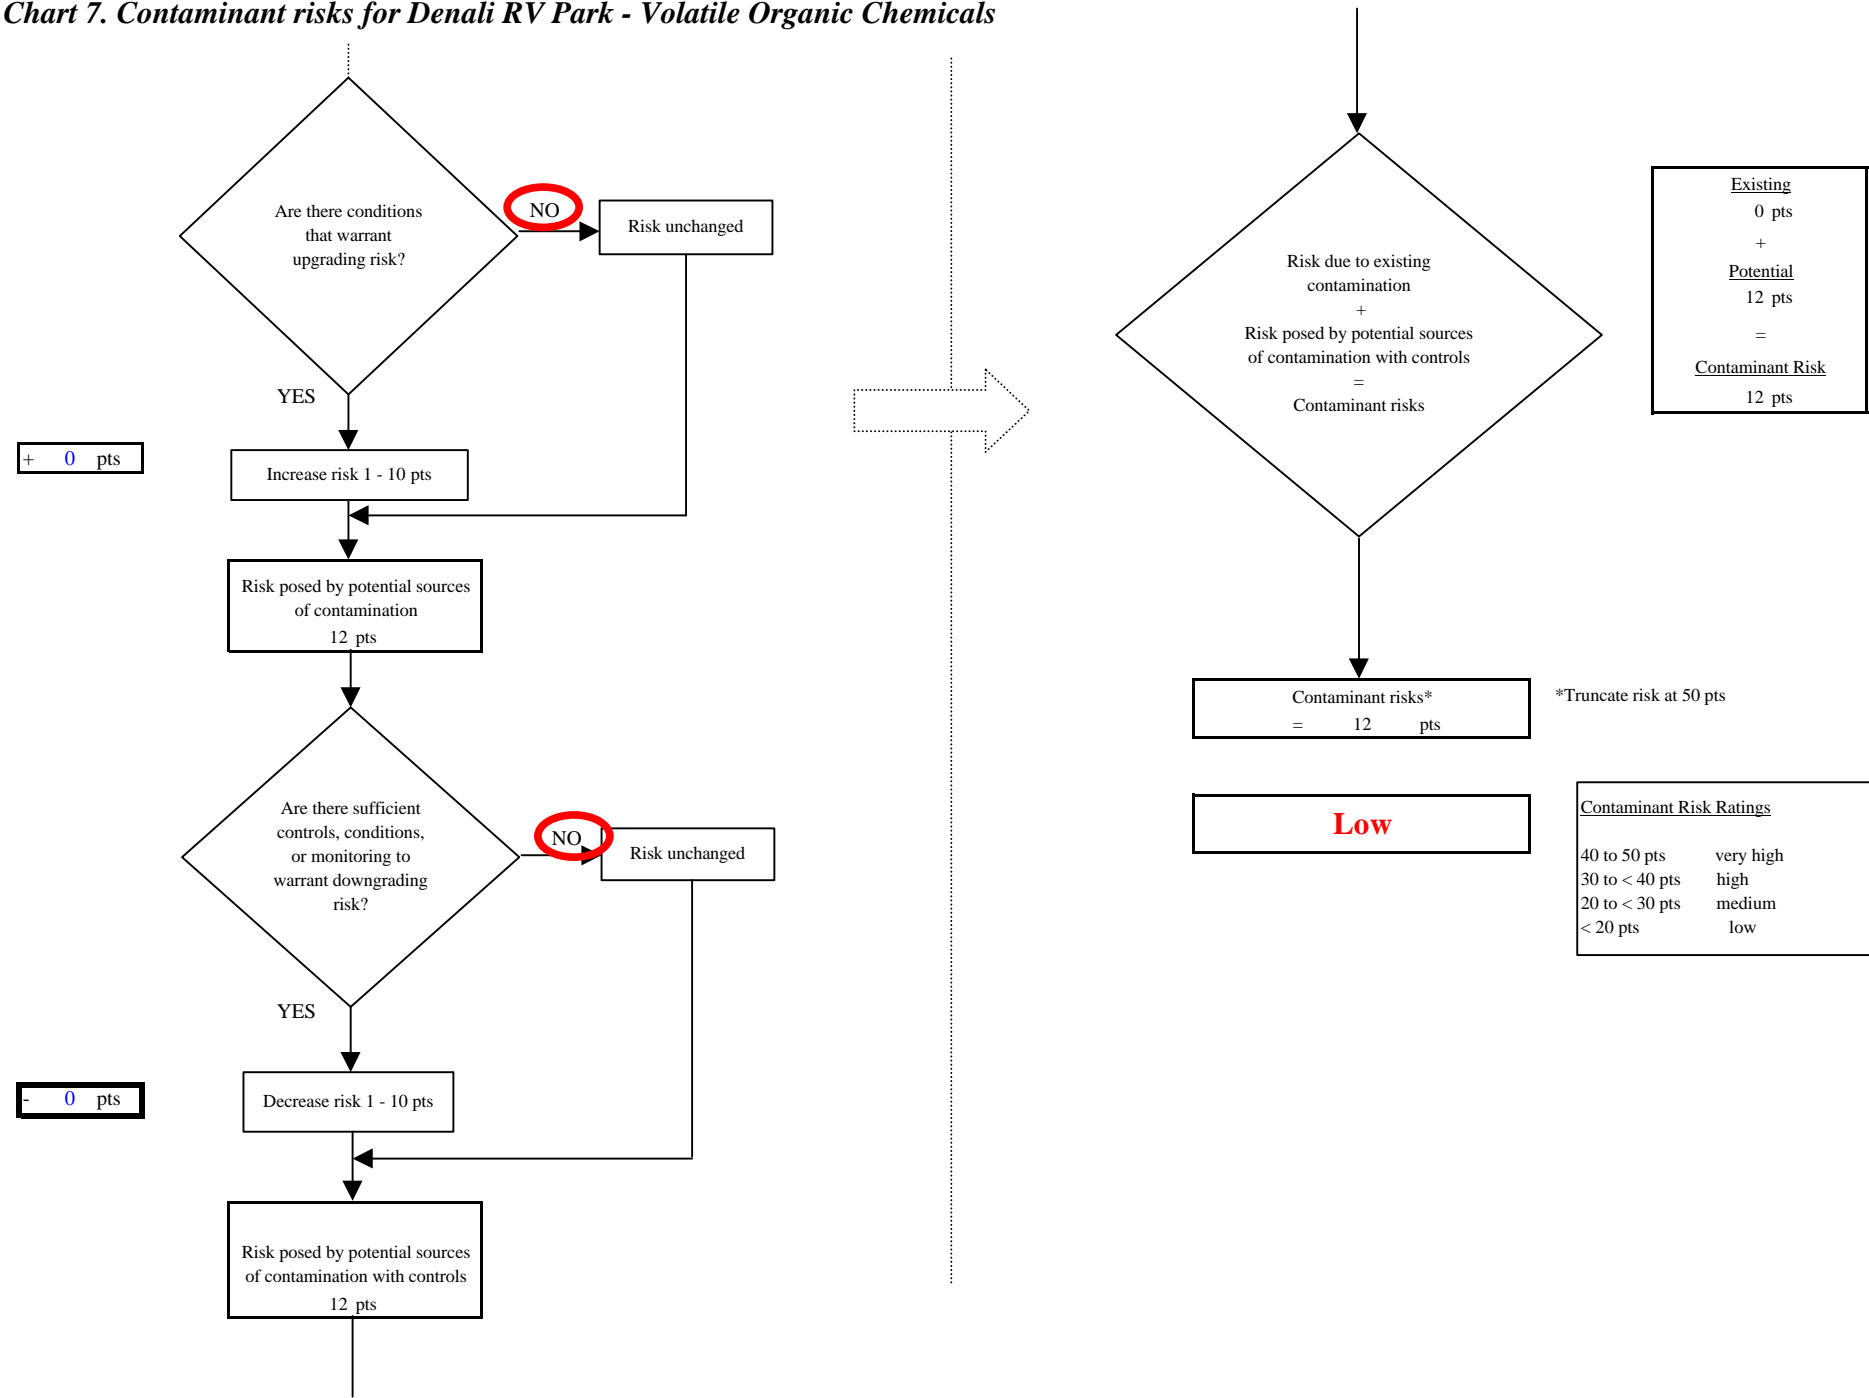 Chart 7. Contaminant risks for Denali RV Park - Volatile Organic Chemicals
Are there conditions
that warrant
upgrading risk?
NO
Risk unchanged
YES
+ 0 pts
Increase risk 1 - 10 pts
Risk posed by potential sources
of contamination
12 pts
Are there sufficient
controls, conditions,
or monitoring to
warrant downgrading
risk?
NO
Risk unchanged
YES
- 0 pts
Decrease risk 1 - 10 pts
Risk posed by potential sources
of contamination with controls
12 pts
Risk due to existing
contamination
+
Risk posed by potential sources
of contamination with controls
=
Contaminant risks
Existing
0 pts
+
Potential
12 pts
=
Contaminant Risk
12 pts
Contaminant risks*
= 12 pts
*Truncate risk at 50 pts
Low
Contaminant Risk Ratings
40 to 50 pts very high
30 to < 40 pts high
20 to < 30 pts medium
< 20 pts low